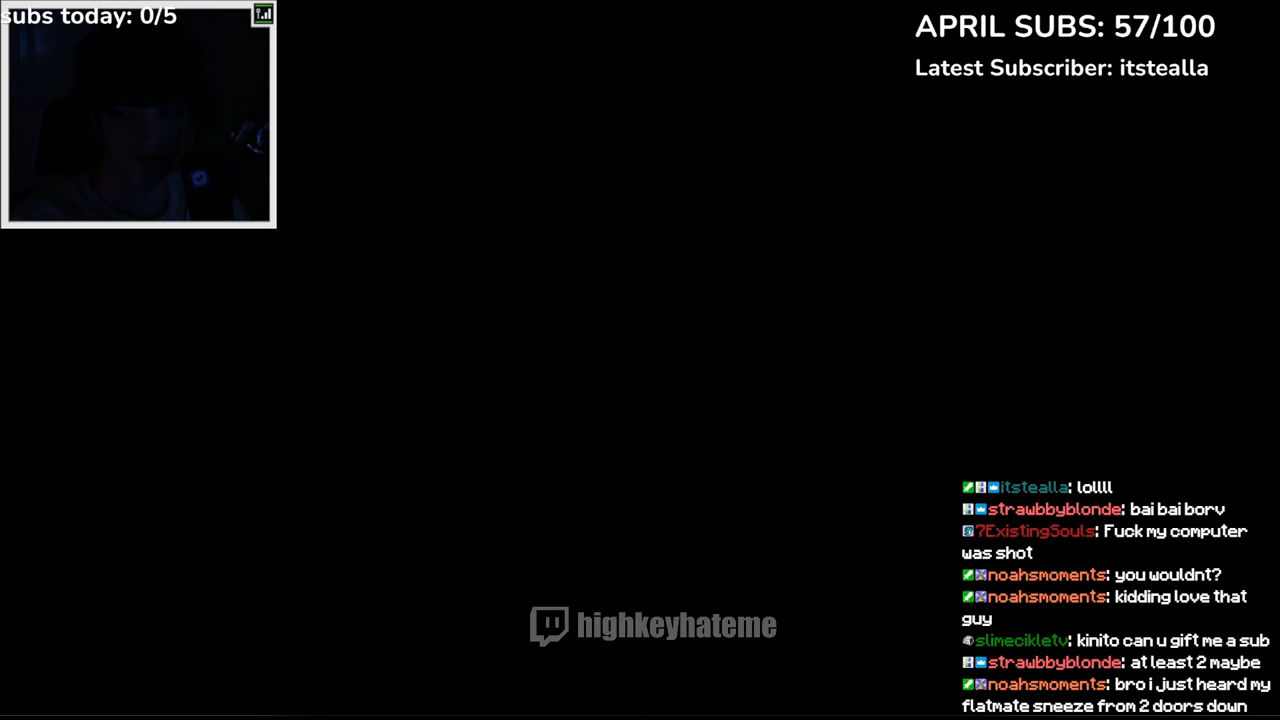 subs today: 0/5
APRIL SUBS: 57/100
Latest Subscriber: itstealla
itstealla: lollll
strawbbyblonde: bai bai borv
7ExistingSouls: Fuck my computer
was shot
noahsmoments: you wouldnt?
noahsmoments: kidding love that
guy
slimecikletv: kinito can u gift me a sub
strawbbyblonde: at least 2 maybe
noahsmoments: bro i just heard my
flatmate sneeze from 2 doors down
highkeyhateme